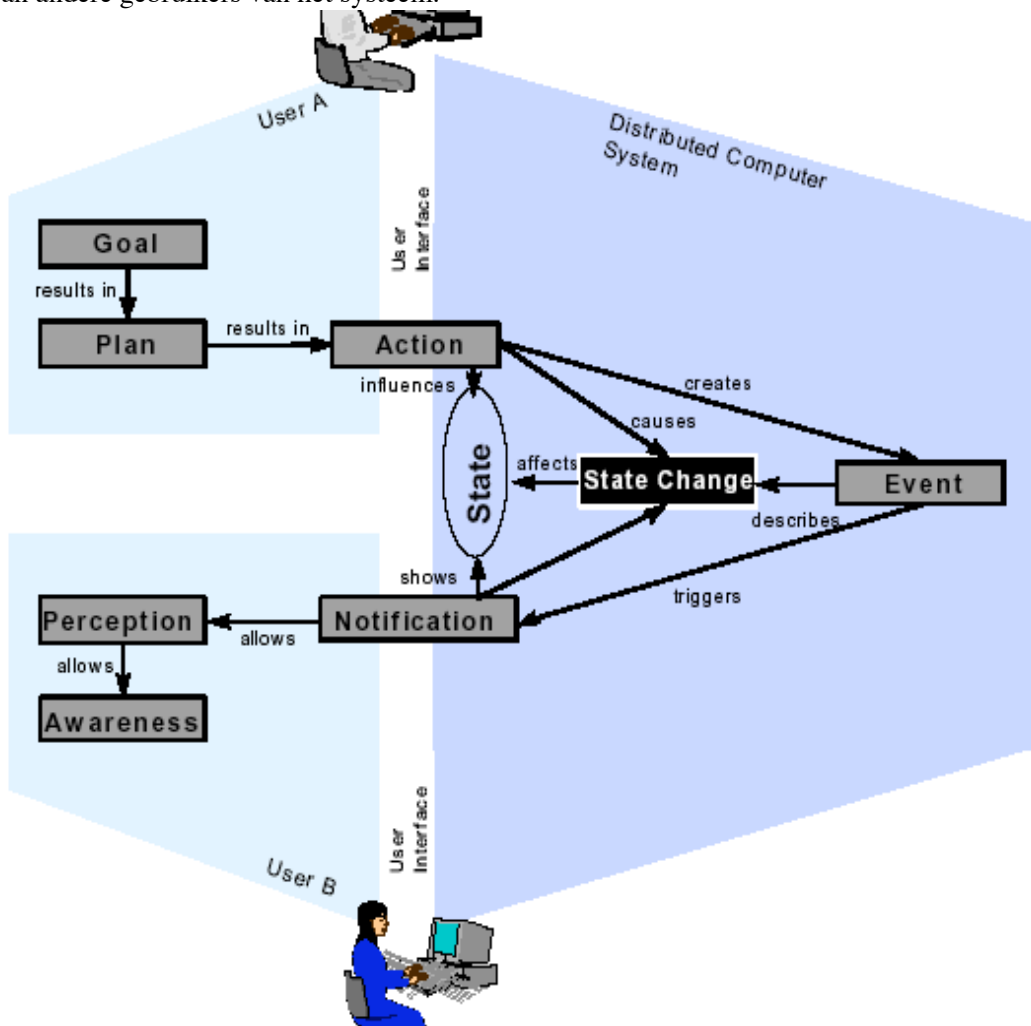 an andere gebruikers van het systeem.
User A
Distributed Computer
System
User
Interface
Goal
results in
Plan
results in
Action
influences
creates
causes
State
affects
State Change
Event
describes
shows
triggers
Perception
allows
Notification
allows
Awareness
User
Interface
User B